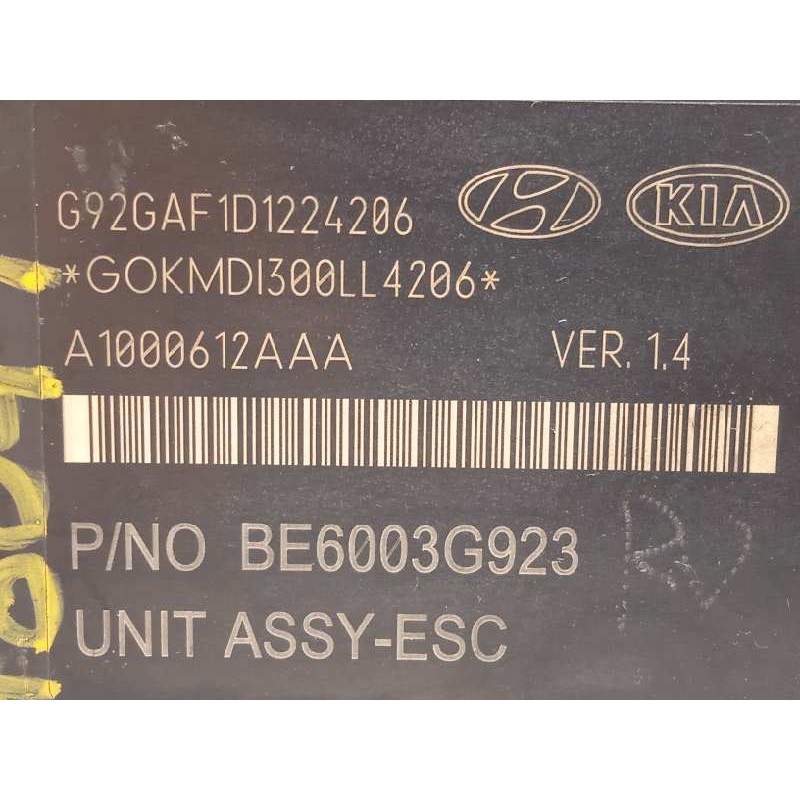 G92GAF1D1224206
KIA
*GOKMDI300LL4206*
A1000612AAA VER. 1.4
P/NO BE6003G923
UNIT ASSY-ESC